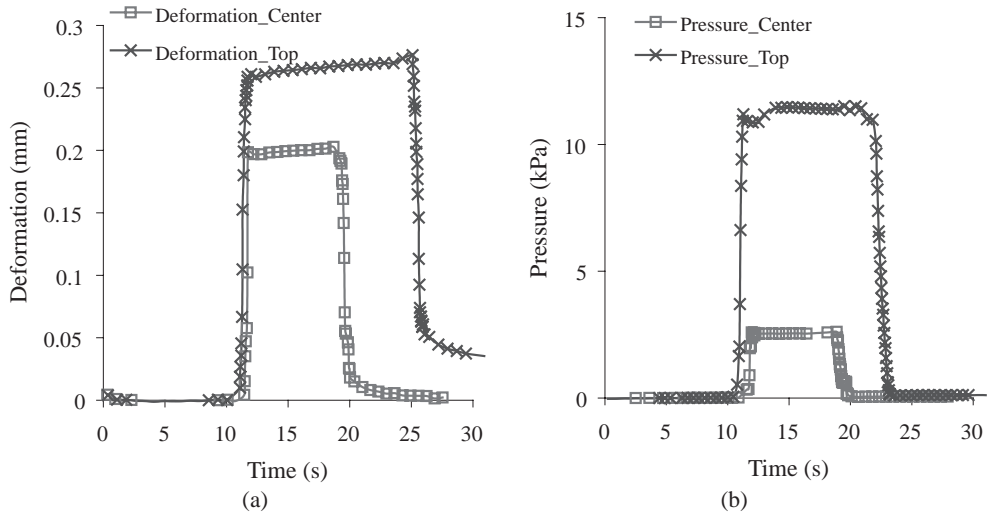 Deformation_Center
Deformation_Top
0.3
0.25
0.2
0.15
0.1
0.05
0
Deformation (mm)
0 5 10 15 20 25 30
Time (s)
(a)
Pressure_Center
Pressure_Top
15
10
5
0
Pressure (kPa)
0 5 10 15 20 25 30
Time (s)
(b)